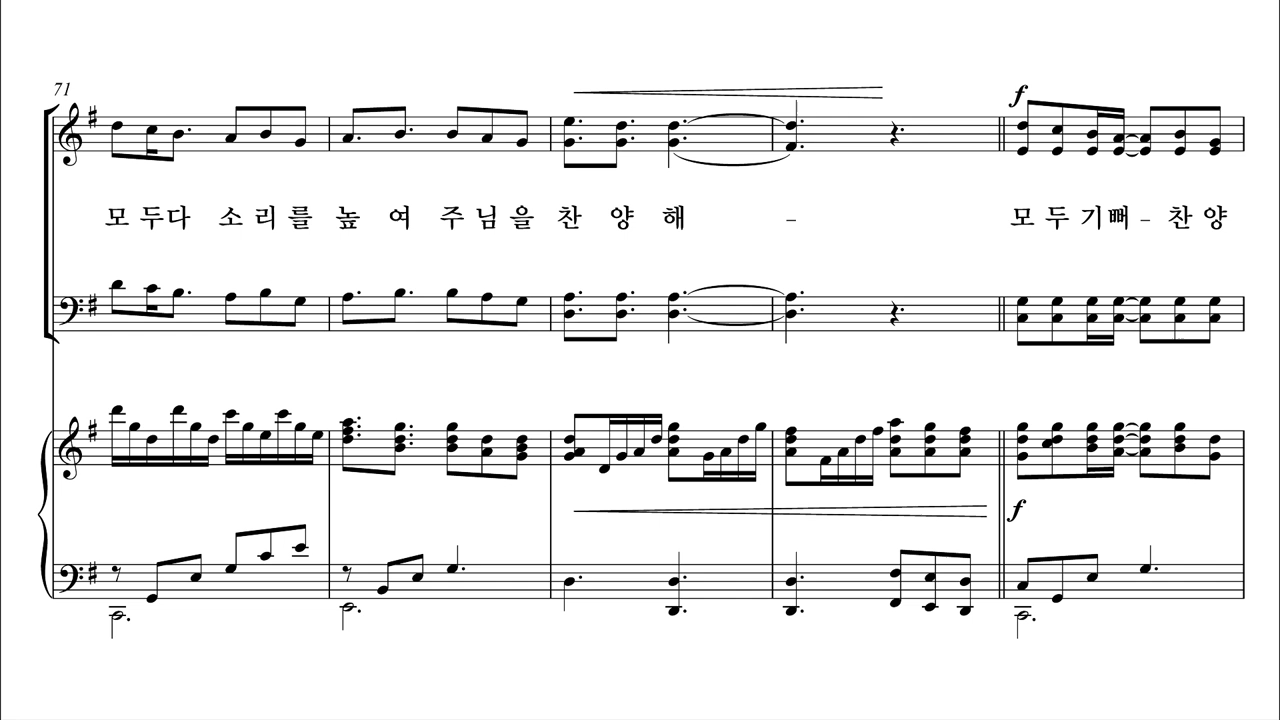 71
f
모 두다 소 리 를 높 여 주 님 을 찬 양 해 - 모 두 기뻐 - 찬 양
f